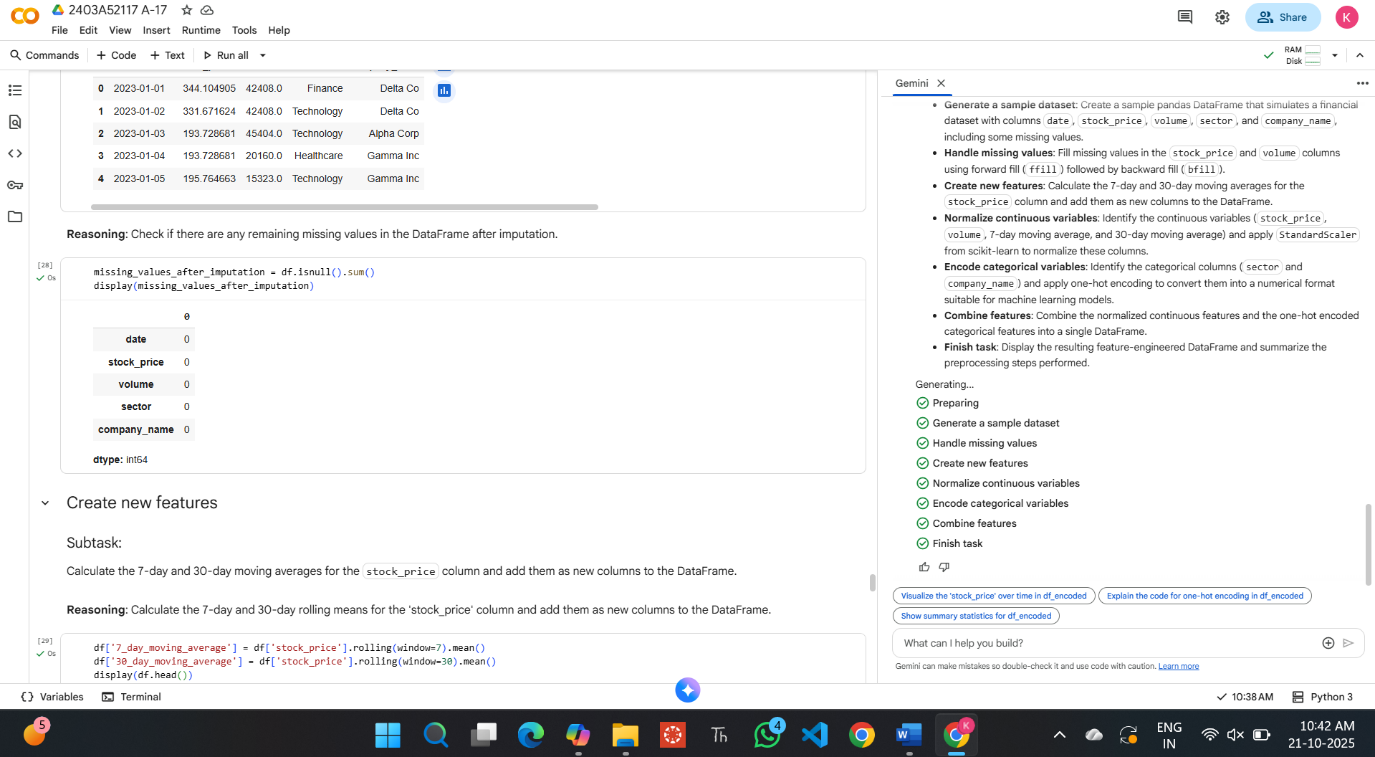 2403A52117 A-17
File Edit View Insert Runtime Tools Help
Share
K
Commands + Code + Text Run all
RAM
Disk
0 2023-01-01 344.104905 42408.0 Finance Delta Co
1 2023-01-02 331.671624 42408.0 Technology Delta Co
2 2023-01-03 193.728681 45404.0 Technology Alpha Corp
3 2023-01-04 193.728681 20160.0 Healthcare Gamma Inc
4 2023-01-05 195.764663 15323.0 Technology Gamma Inc
Reasoning: Check if there are any remaining missing values in the DataFrame after imputation.
[28]
0s
missing_values_after_imputation = df.isnull().sum()
display(missing_values_after_imputation)
0
date 0
stock_price 0
volume 0
sector 0
company_name 0
dtype: int64
Create new features
Subtask:
Calculate the 7-day and 30-day moving averages for the stock_price column and add them as new columns to the DataFrame.
Reasoning: Calculate the 7-day and 30-day rolling means for the 'stock_price' column and add them as new columns to the DataFrame.
[29]
0s
df['7_day_moving_average'] = df['stock_price'].rolling(window=7).mean()
df['30_day_moving_average'] = df['stock_price'].rolling(window=30).mean()
display(df.head())
Gemini
• Generate a sample dataset: Create a sample pandas DataFrame that simulates a financial
dataset with columns date, stock_price, volume, sector, and company_name,
including some missing values.
• Handle missing values: Fill missing values in the stock_price and volume columns
using forward fill (ffill) followed by backward fill (bfill).
• Create new features: Calculate the 7-day and 30-day moving averages for the
stock_price column and add them as new columns to the DataFrame.
• Normalize continuous variables: Identify the continuous variables (stock_price,
volume, 7-day moving average, and 30-day moving average) and apply StandardScaler
from scikit-learn to normalize these columns.
• Encode categorical variables: Identify the categorical columns (sector and
company_name) and apply one-hot encoding to convert them into a numerical format
suitable for machine learning models.
• Combine features: Combine the normalized continuous features and the one-hot encoded
categorical features into a single DataFrame.
• Finish task: Display the resulting feature-engineered DataFrame and summarize the
preprocessing steps performed.
Generating...
Preparing
Generate a sample dataset
Handle missing values
Create new features
Normalize continuous variables
Encode categorical variables
Combine features
Finish task
Visualize the 'stock_price' over time in df_encoded
Explain the code for one-hot encoding in df_encoded
Show summary statistics for df_encoded
What can I help you build?
Gemini can make mistakes so double-check it and use code with caution. Learn more
Variables Terminal
10:38 AM Python 3
5
4
K
ENG
IN
10:42 AM
21-10-2025